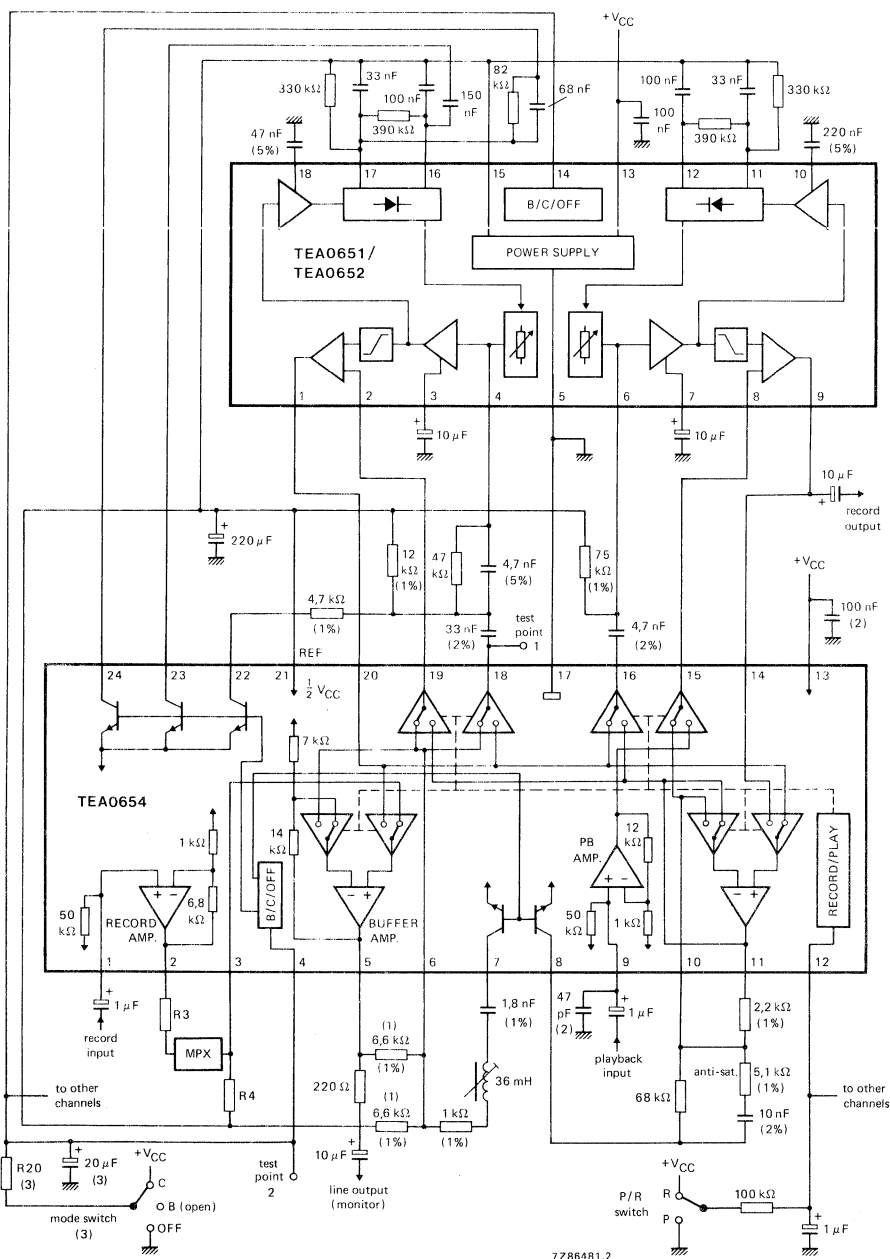 +VCC
330 kΩ
33 nF
100 nF
390 kΩ
150
nF
82
kΩ
68 nF
100
nF
100 nF
33 nF
390 kΩ
330 kΩ
47 nF
(5%)
220 nF
(5%)
18
17
16
15
14
13
12
11
10
B/C/OFF
POWER SUPPLY
TEA0651/
TEA0652
1
2
3
4
5
6
7
8
9
+
10 µF
+
10 µF
10 µF
+
record
output
+
220 µF
12
kΩ
(1%)
47
kΩ
4,7 nF
(5%)
75
kΩ
(1%)
+VCC
4,7 kΩ
(1%)
33 nF
(2%)
test
point
1
4,7 nF
(2%)
100 nF
(2)
REF
24
23
22
21
20
19
18
17
16
15
14
13
½ VCC
7 kΩ
TEA0654
1 kΩ
14
kΩ
12
kΩ
PB
AMP.
+ −
− +
+ −
50
kΩ
RECORD
AMP.
6,8
kΩ
B/C/OFF
BUFFER
AMP.
50
kΩ
1 kΩ
− +
RECORD/PLAY
1
2
3
4
5
6
7
8
9
10
11
12
+
1 µF
record
input
R3
MPX
R4
(1)
6,6 kΩ
(1%)
220 Ω
(1)
6,6 kΩ
(1%)
1 kΩ
(1%)
1,8 nF
(1%)
36 mH
47
pF
(2)
+
1 µF
playback
input
2,2 kΩ
(1%)
anti-sat.
5,1 kΩ
(1%)
68 kΩ
10 nF
(2%)
to other
channels
to other
channels
R20
(3)
+
20 µF
(3)
+VCC
C
B (open)
OFF
mode switch
(3)
test
point
2
10 µF
+
line output
(monitor)
+VCC
P/R
switch
R
P
100 kΩ
+
1 µF
7Z86481.2